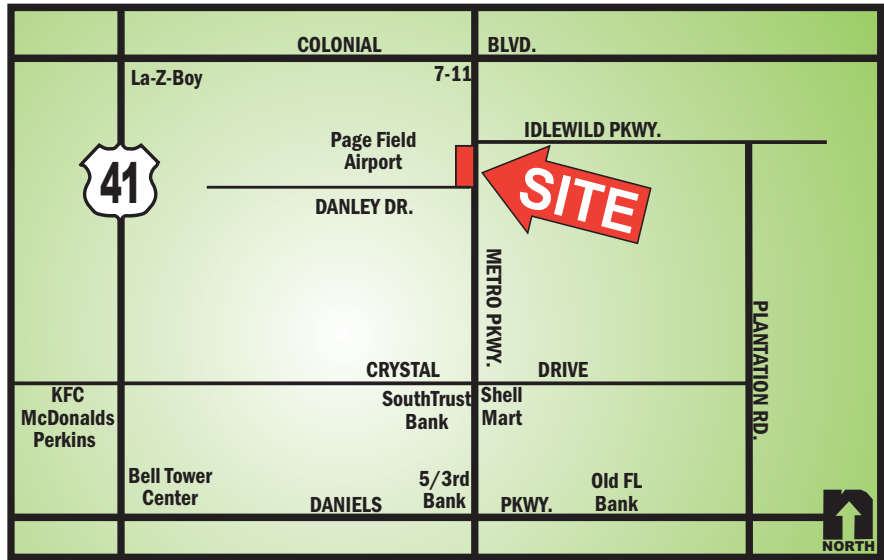 COLONIAL BLVD.
La-Z-Boy
7-11
IDLEWILD PKWY.
Page Field
Airport
41
SITE
DANLEY DR.
METRO PKWY.
PLANTATION RD.
CRYSTAL DRIVE
KFC
McDonalds
Perkins
SouthTrust
Bank
Shell
Mart
Bell Tower
Center
5/3rd
Bank
Old FL
Bank
DANIELS PKWY.
NORTH